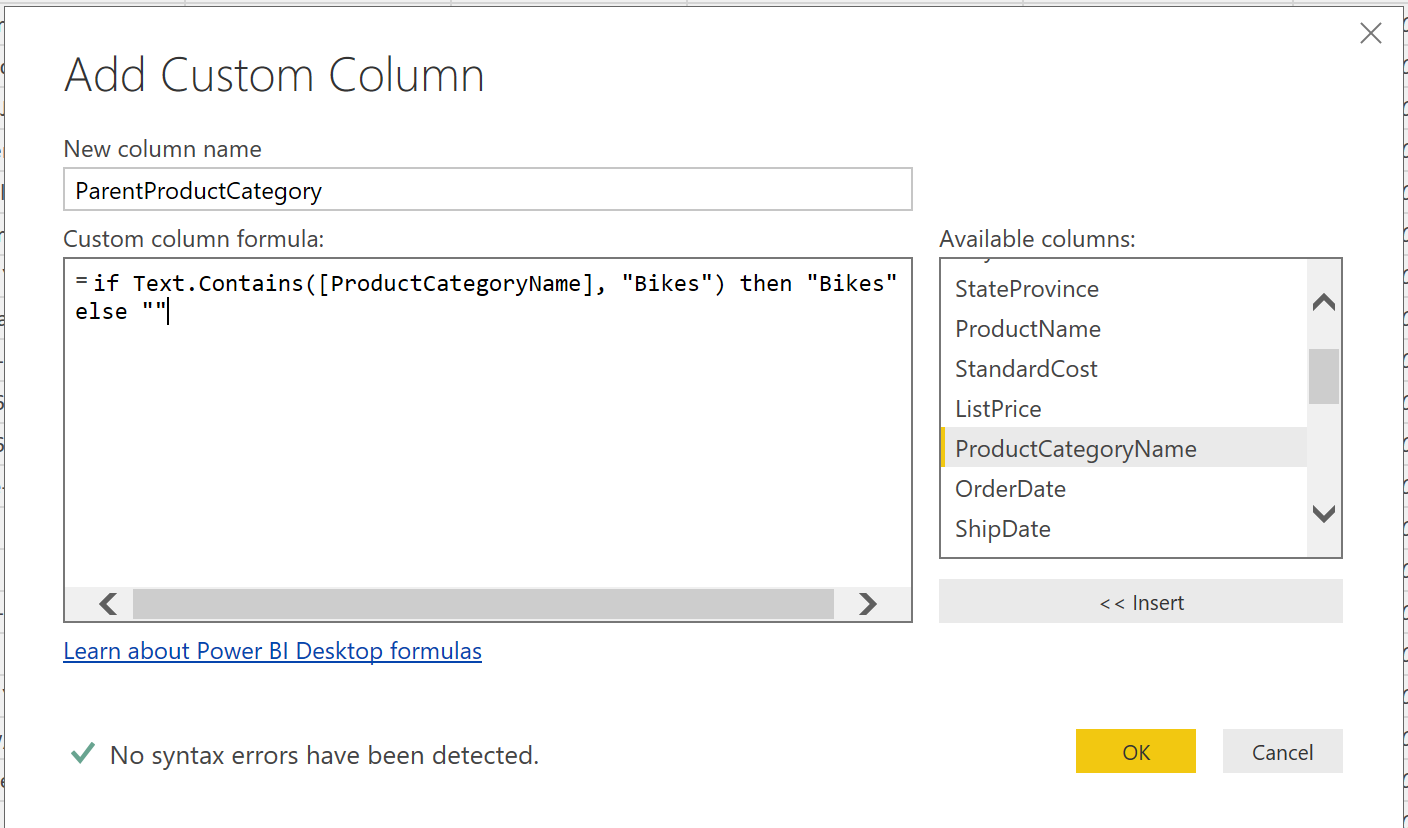 Add Custom Column
New column name
ParentProductCategory
Custom column formula:
=if Text.Contains([ProductCategoryName], "Bikes") then "Bikes"
else ""
Available columns:
StateProvince
ProductName
StandardCost
ListPrice
ProductCategoryName
OrderDate
ShipDate
<< Insert
Learn about Power BI Desktop formulas
No syntax errors have been detected.
OK
Cancel